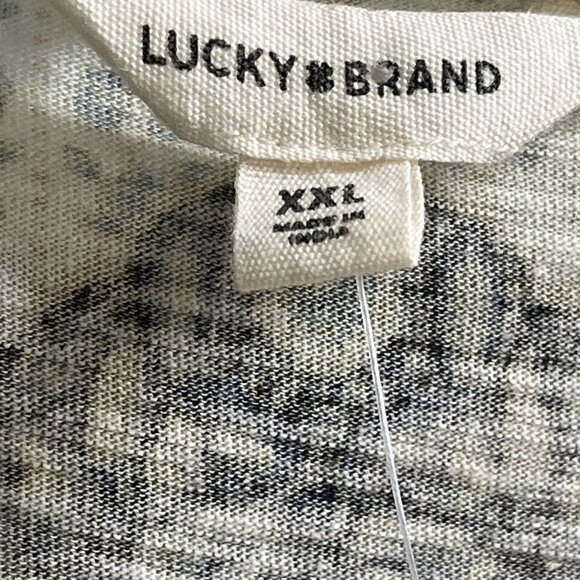 LUCKY BRAND
XXL
MADE IN
INDIA